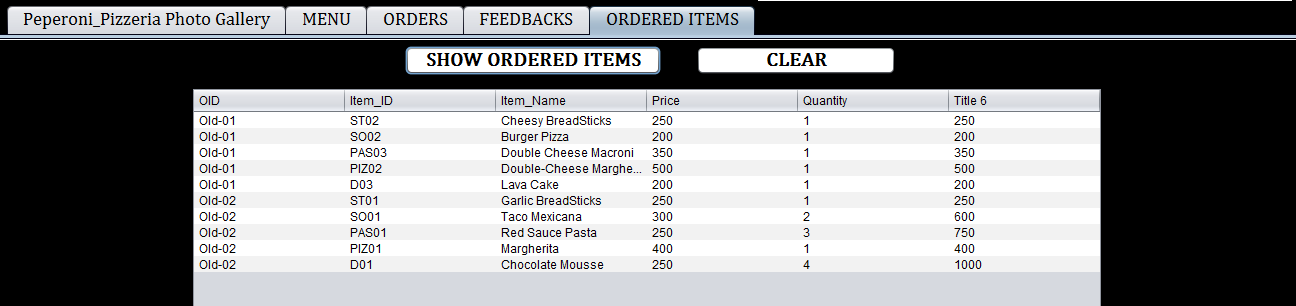 Peperoni_Pizzeria Photo Gallery MENU ORDERS FEEDBACKS ORDERED ITEMS
SHOW ORDERED ITEMS CLEAR
OID Item_ID Item_Name Price Quantity Title 6
OId-01 ST02 Cheesy BreadSticks 250 1 250
OId-01 SO02 Burger Pizza 200 1 200
OId-01 PAS03 Double Cheese Macroni 350 1 350
OId-01 PIZ02 Double-Cheese Marghe... 500 1 500
OId-01 D03 Lava Cake 200 1 200
OId-02 ST01 Garlic BreadSticks 250 1 250
OId-02 SO01 Taco Mexicana 300 2 600
OId-02 PAS01 Red Sauce Pasta 250 3 750
OId-02 PIZ01 Margherita 400 1 400
OId-02 D01 Chocolate Mousse 250 4 1000